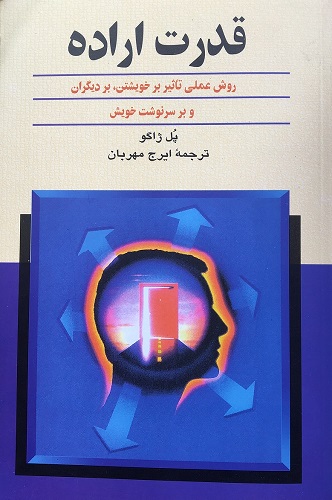 قدرت اراده
روش عملی تأثیر بر خویشتن، بر دیگران
و بر سرنوشت خویش
پل ژاگو
ترجمهٔ ایرج مهربان